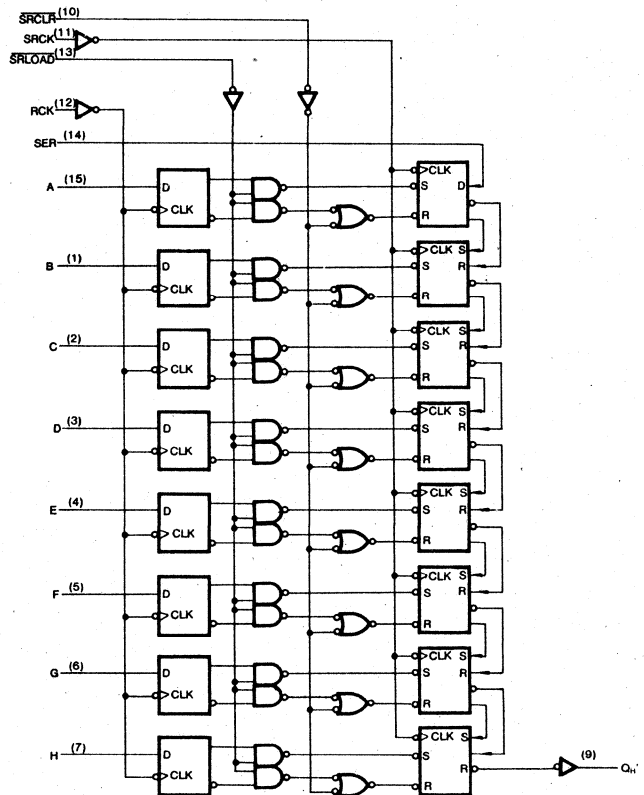 SRCLR (10)
SRCK (11)
SRLOAD (13)
RCK (12)
SER (14)
CLK
S D
A (15) D
CLK R
CLK S
B (1) D S R
CLK R
CLK S
C (2) D S R
CLK R
CLK S
D (3) D S R
CLK R
CLK S
E (4) D S R
CLK R
CLK S
F (5) D S R
CLK R
CLK S
G (6) D S R
CLK R
CLK S
H (7) D S R
(9)
CLK R QH'